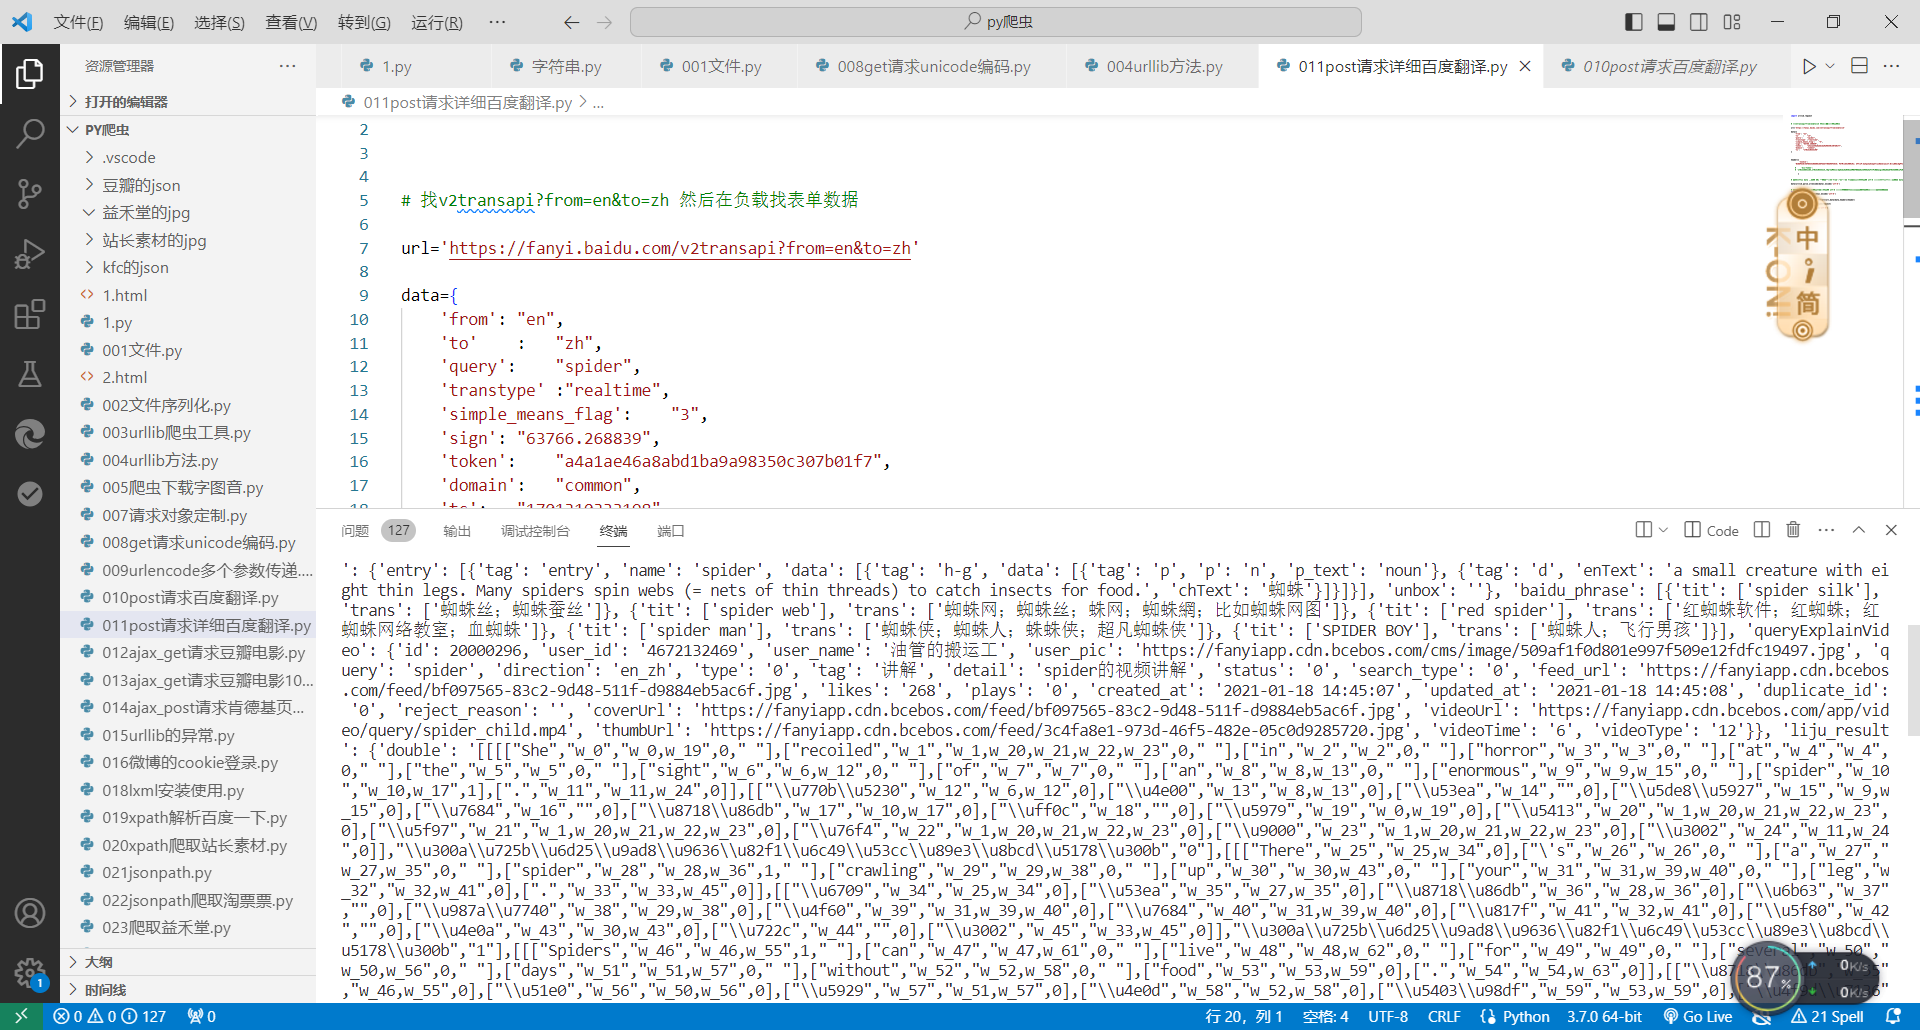 文件(F) 编辑(E) 选择(S) 查看(V) 转到(G) 运行(R) ··· py爬虫
资源管理器 ···
1.py 字符串.py 001文件.py 008get请求unicode编码.py 004urllib方法.py 011post请求详细百度翻译.py 010post请求百度翻译.py ···
打开的编辑器
011post请求详细百度翻译.py > ...
PY爬虫
.vscode
豆瓣的json
益禾堂的jpg
站长素材的jpg
kfc的json
1.html
1.py
001文件.py
2.html
002文件序列化.py
003urllib爬虫工具.py
004urllib方法.py
005爬虫下载字图音.py
007请求对象定制.py
008get请求unicode编码.py
009urlencode多个参数传递....
010post请求百度翻译.py
011post请求详细百度翻译.py
012ajax_get请求豆瓣电影.py
013ajax_get请求豆瓣电影10...
014ajax_post请求肯德基页...
015urllib的异常.py
016微博的cookie登录.py
018lxml安装使用.py
019xpath解析百度一下.py
020xpath爬取站长素材.py
021jsonpath.py
022jsonpath爬取淘票票.py
023爬取益禾堂.py
大纲
时间线
2
3
4
5 # 找v2transapi?from=en&to=zh 然后在负载找表单数据
6
7 url='https://fanyi.baidu.com/v2transapi?from=en&to=zh'
8
9 data={
10 'from': "en",
11 'to' : "zh",
12 'query': "spider",
13 'transtype' :"realtime",
14 'simple_means_flag': "3",
15 'sign': "63766.268839",
16 'token': "a4a1ae46a8abd1ba9a98350c307b01f7",
17 'domain': "common",
中
i
简
K-ON!
问题 127 输出 调试控制台 终端 端口 Code ···
': {'entry': [{'tag': 'entry', 'name': 'spider', 'data': [{'tag': 'h-g', 'data': [{'tag': 'p', 'p': 'n', 'p_text': 'noun'}, {'tag': 'd', 'enText': 'a small creature with ei
ght thin legs. Many spiders spin webs (= nets of thin threads) to catch insects for food.', 'chText': '蜘蛛'}]}]}], 'unbox': ''}, 'baidu_phrase': [{'tit': ['spider silk'],
'trans': ['蜘蛛丝; 蜘蛛蚕丝']}, {'tit': ['spider web'], 'trans': ['蜘蛛网; 蜘蛛丝; 蛛网; 蜘蛛網; 比如蜘蛛网图']}, {'tit': ['red spider'], 'trans': ['红蜘蛛软件; 红蜘蛛; 红
蜘蛛网络教室; 血蜘蛛']}, {'tit': ['spider man'], 'trans': ['蜘蛛侠; 蜘蛛人; 蛛蛛侠; 超凡蜘蛛侠']}, {'tit': ['SPIDER BOY'], 'trans': ['蜘蛛人; 飞行男孩']}], 'queryExplainVid
eo': {'id': 20000296, 'user_id': '4672132469', 'user_name': '油管的搬运工', 'user_pic': 'https://fanyiapp.cdn.bcebos.com/cms/image/509af1f0d801e997f509e12fdfc19497.jpg', 'q
uery': 'spider', 'direction': 'en_zh', 'type': '0', 'tag': '讲解', 'detail': 'spider的视频讲解', 'status': '0', 'search_type': '0', 'feed_url': 'https://fanyiapp.cdn.bcebos
.com/feed/bf097565-83c2-9d48-511f-d9884eb5ac6f.jpg', 'likes': '268', 'plays': '0', 'created_at': '2021-01-18 14:45:07', 'updated_at': '2021-01-18 14:45:08', 'duplicate_id':
'0', 'reject_reason': '', 'coverUrl': 'https://fanyiapp.cdn.bcebos.com/feed/bf097565-83c2-9d48-511f-d9884eb5ac6f.jpg', 'videoUrl': 'https://fanyiapp.cdn.bcebos.com/app/vid
eo/query/spider_child.mp4', 'thumbUrl': 'https://fanyiapp.cdn.bcebos.com/feed/3c4fa8e1-973d-46f5-482e-05c0d9285720.jpg', 'videoTime': '6', 'videoType': '12'}}, 'liju_result
': {'double': '[[[["She","w_0","w_0,w_19",0," "],["recoiled","w_1","w_1,w_20,w_21,w_22,w_23",0," "],["in","w_2","w_2",0," "],["horror","w_3","w_3",0," "],["at","w_4","w_4",
0," "],["the","w_5","w_5",0," "],["sight","w_6","w_6,w_12",0," "],["of","w_7","w_7",0," "],["an","w_8","w_8,w_13",0," "],["enormous","w_9","w_9,w_15",0," "],["spider","w_10
","w_10,w_17",1],[".","w_11","w_11,w_24",0]],[["\\u770b\\u5230","w_12","w_6,w_12",0],["\\u4e00","w_13","w_8,w_13",0],["\\u53ea","w_14","",0],["\\u5de8\\u5927","w_15","w_9,w
_15",0],["\\u7684","w_16","",0],["\\u8718\\u86db","w_17","w_10,w_17",0],["\\uff0c","w_18","",0],["\\u5979","w_19","w_0,w_19",0],["\\u5413","w_20","w_1,w_20,w_21,w_22,w_23",
0],["\\u5f97","w_21","w_1,w_20,w_21,w_22,w_23",0],["\\u76f4","w_22","w_1,w_20,w_21,w_22,w_23",0],["\\u9000","w_23","w_1,w_20,w_21,w_22,w_23",0],["\\u3002","w_24","w_11,w_24
",0]],"\\u300a\\u725b\\u6d25\\u9ad8\\u9636\\u82f1\\u6c49\\u53cc\\u89e3\\u8bcd\\u5178\\u300b","0"],[[["There","w_25","w_25,w_34",0],["\'s","w_26","w_26",0," "],["a","w_27","
w_27,w_35",0," "],["spider","w_28","w_28,w_36",1, "],["crawling","w_29","w_29,w_38",0," "],["up","w_30","w_30,w_43",0," "],["your","w_31","w_31,w_39,w_40",0," "],["leg","w
_32","w_32,w_41",0],[".","w_33","w_33,w_45",0]],[["\\u6709","w_34","w_25,w_34",0],["\\u53ea","w_35","w_27,w_35",0],["\\u8718\\u86db","w_36","w_28,w_36",0],["\\u6b63","w_37"
,"",0],["\\u987a\\u7740","w_38","w_29,w_38",0],["\\u4f60","w_39","w_31,w_39,w_40",0],["\\u7684","w_40","w_31,w_39,w_40",0],["\\u817f","w_41","w_32,w_41",0],["\\u5f80","w_42
","",0],["\\u4e0a","w_43","w_30,w_43",0],["\\u722c","w_44","",0],["\\u3002","w_45","w_33,w_45",0]],"\\u300a\\u725b\\u6d25\\u9ad8\\u9636\\u82f1\\u6c49\\u53cc\\u89e3\\u8bcd\\
u5178\\u300b","1"],[[["Spiders","w_46","w_46,w_55",1," "],["can","w_47","w_47,w_61",0," "],["live","w_48","w_48,w_62",0," "],["for","w_49","w_49",0," "],["several","w_50","
w_50,w_56",0," "],["days","w_51","w_51,w_57",0," "],["without","w_52","w_52,w_58",0," "],["food","w_53","w_53,w_59",0],[".","w_54","w_54,w_63",0]],[["\\u8718\\u86db","w_55"
,"w_46,w_55",0],["\\u51e0","w_56","w_50,w_56",0],["\\u5929","w_57","w_51,w_57",0],["\\u4e0d","w_58","w_52,w_58",0],["\\u5403\\u98df","w_59","w_53,w_59",0],
87%
0K/s
0K/s
1
0 0 127 0 行 20, 列 1 空格: 4 UTF-8 CRLF Python 3.7.0 64-bit Go Live 21 Spell